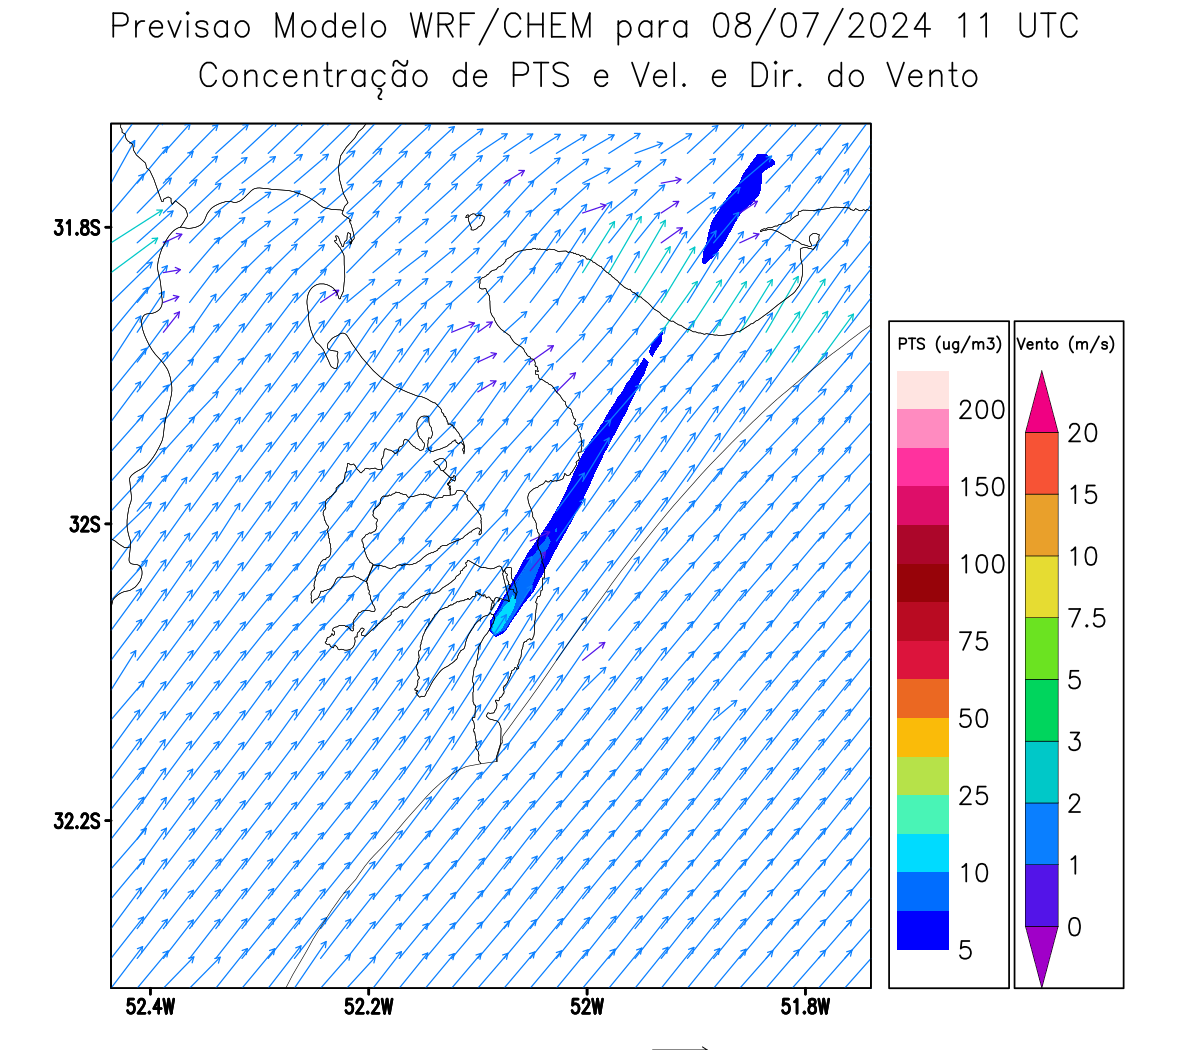 Previsao Modelo WRF/CHEM para 08/07/2024 11 UTC
Concentração de PTS e Vel. e Dir. do Vento
31.8S
32S
32.2S
52.4W
52.2W
52W
51.8W
PTS (ug/m3)
200
150
100
75
50
25
10
5
Vento (m/s)
20
15
10
7.5
5
3
2
1
0